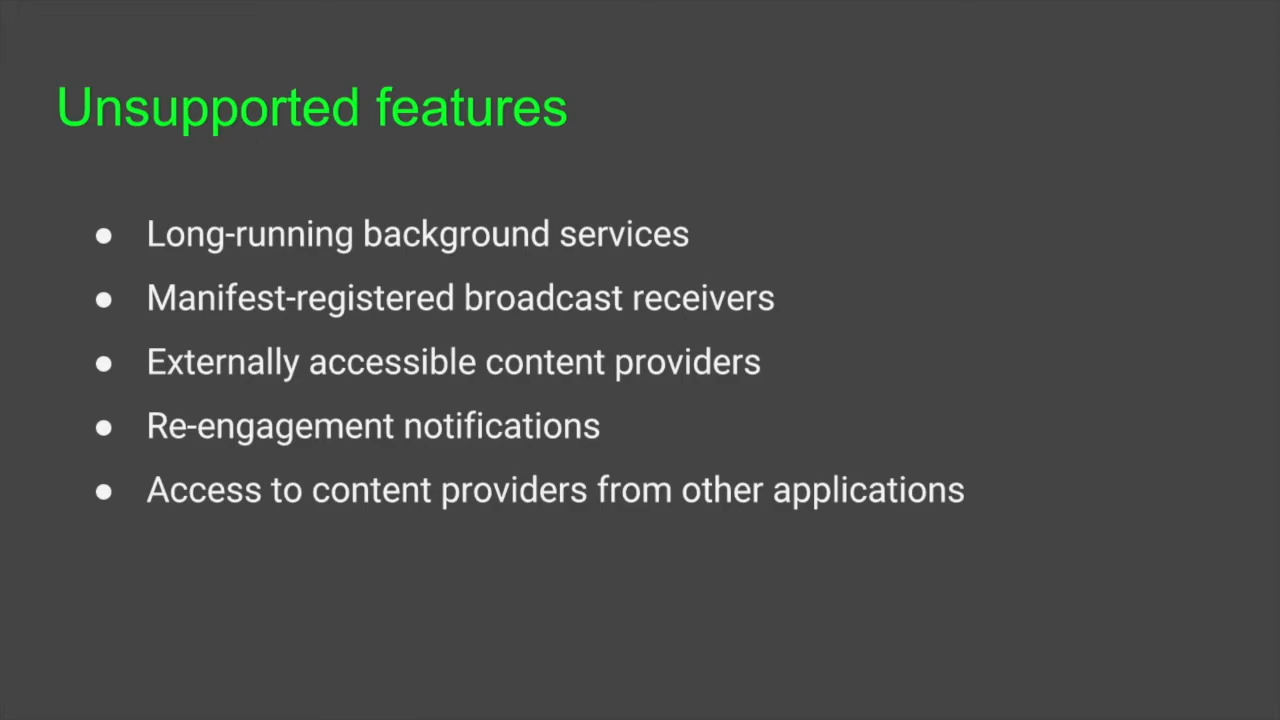 Unsupported features
● Long-running background services
● Manifest-registered broadcast receivers
● Externally accessible content providers
● Re-engagement notifications
● Access to content providers from other applications